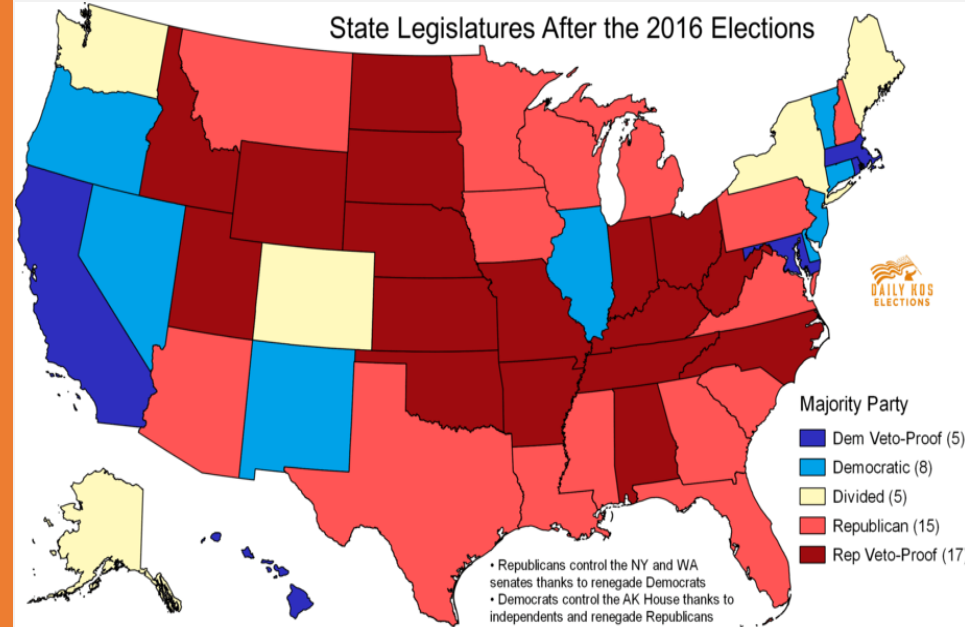 State Legislatures After the 2016 Elections
DAILY KOS
ELECTIONS
Majority Party
Dem Veto-Proof (5)
Democratic (8)
Divided (5)
Republican (15)
Rep Veto-Proof (17)
• Republicans control the NY and WA
senates thanks to renegade Democrats
• Democrats control the AK House thanks to
independents and renegade Republicans